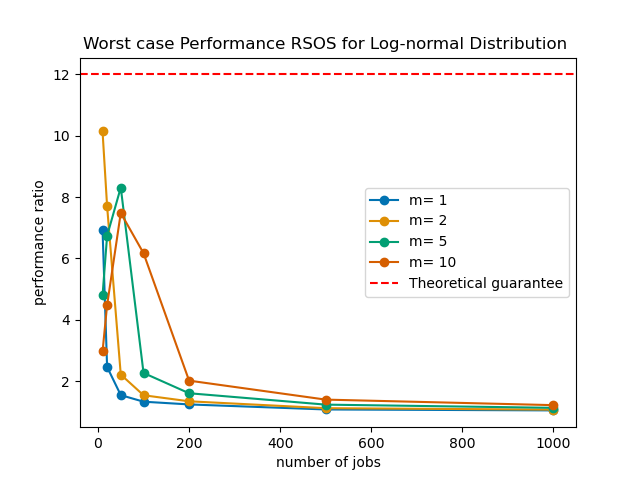 Worst case Performance RSOS for Log-normal Distribution
performance ratio
12
10
8
6
4
2
0
200
400
600
800
1000
number of jobs
m= 1
m= 2
m= 5
m= 10
Theoretical guarantee